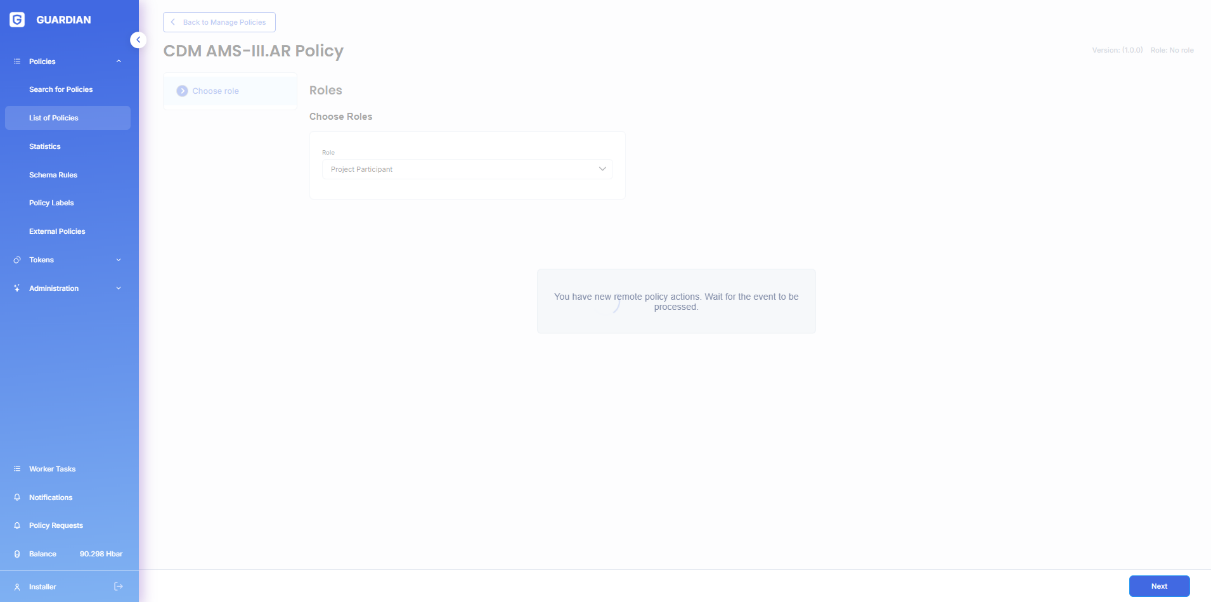 GUARDIAN
Policies
Search for Policies
List of Policies
Statistics
Schema Rules
Policy Labels
External Policies
Tokens
Administration
Worker Tasks
Notifications
Policy Requests
Balance 90.298 Hbar
Installer
Back to Manage Policies
CDM AMS-III.AR Policy
Version: (1.0.0) Role: No role
Choose role
Roles
Choose Roles
Role
Project Participant
You have new remote policy actions. Wait for the event to be
processed.
Next